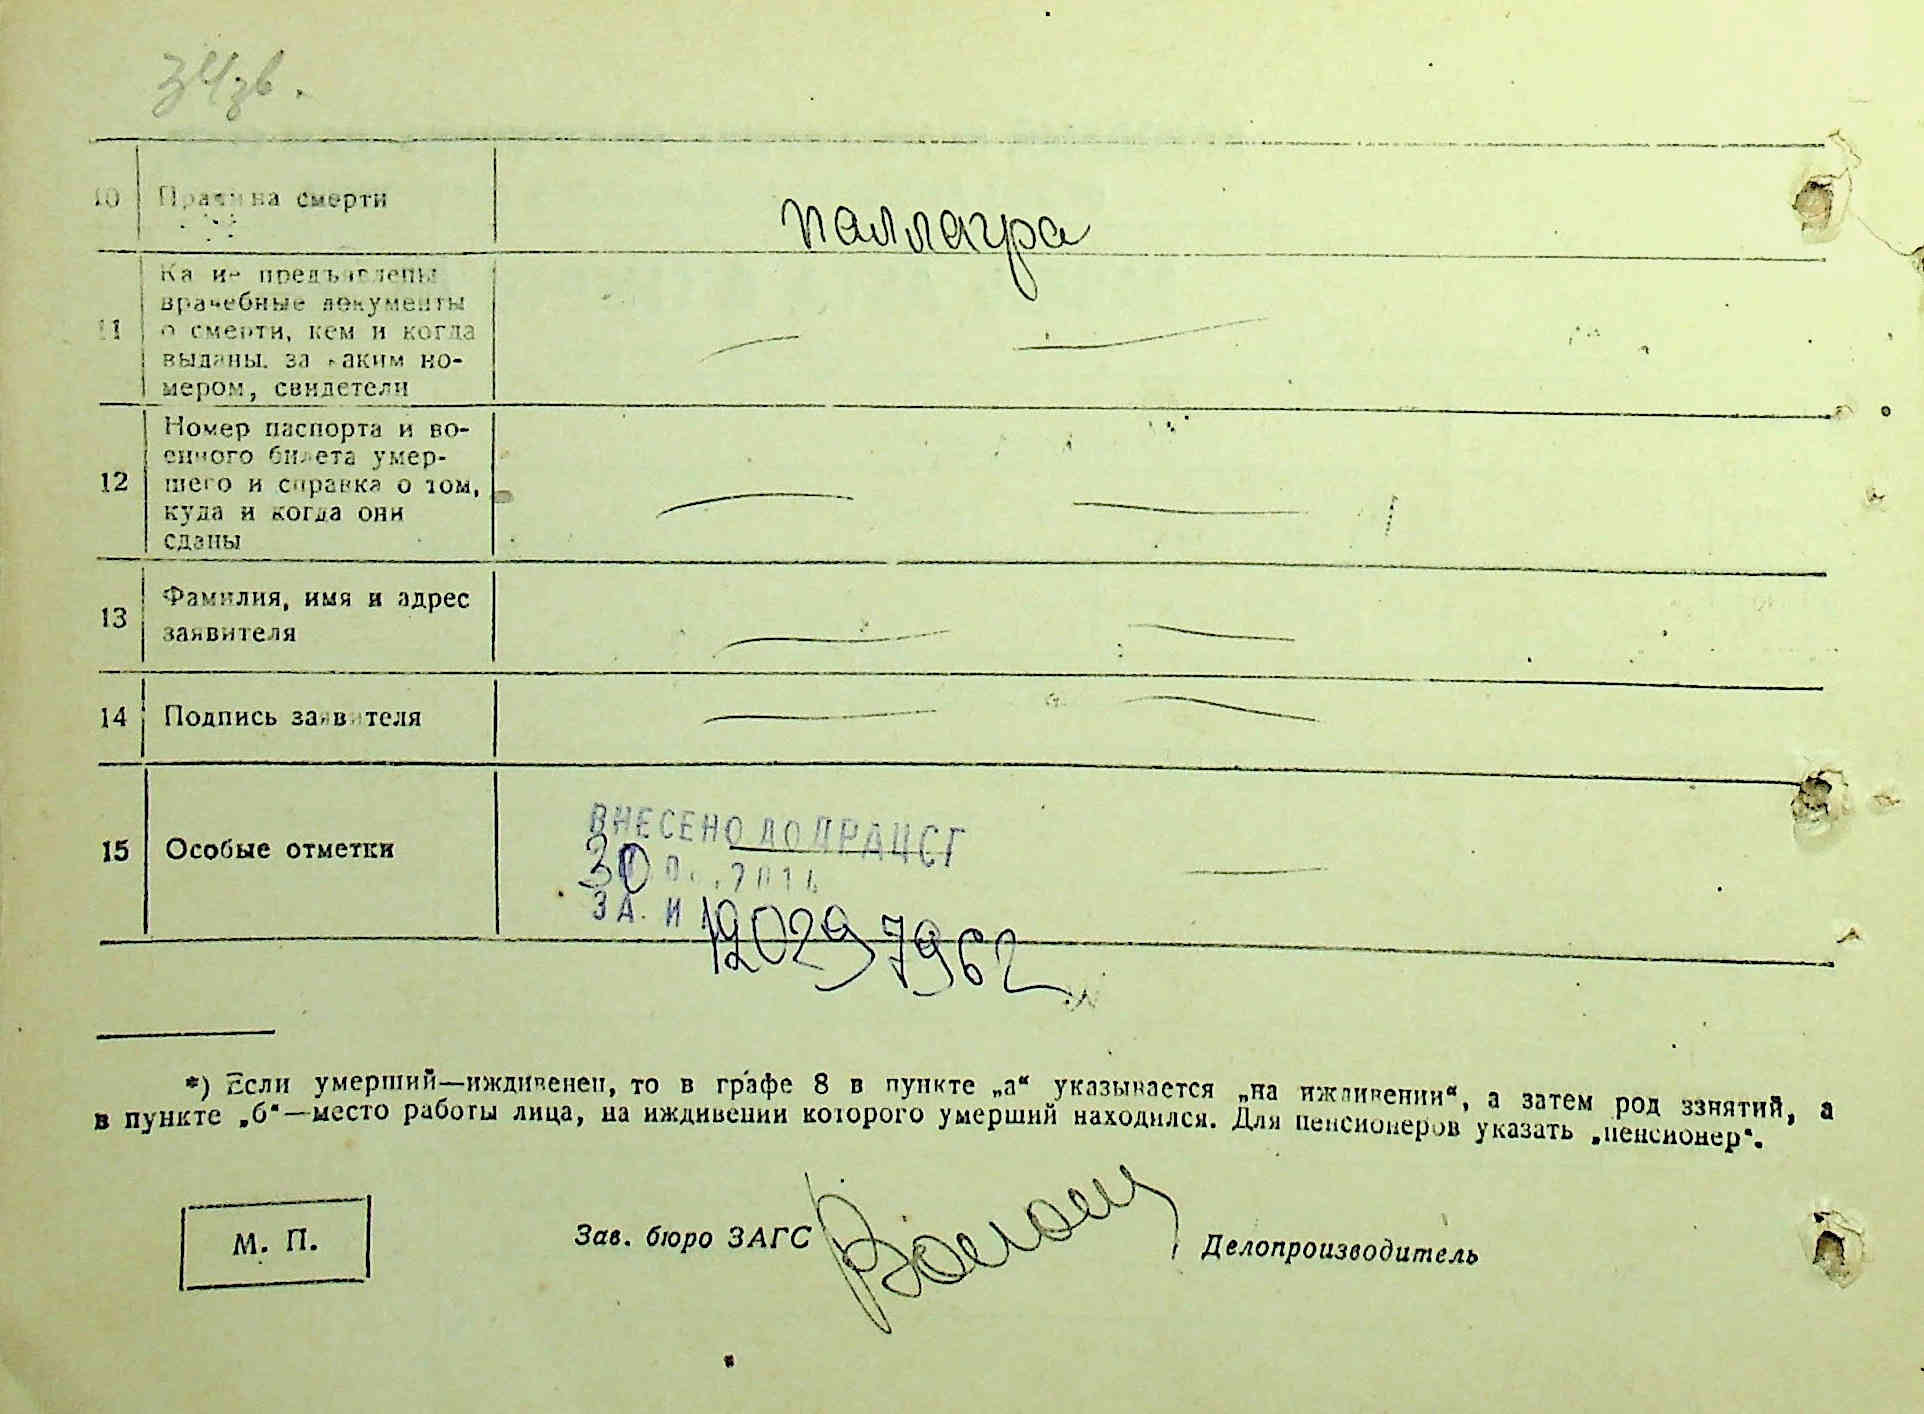 10 Причина смерти паллагра
Какие предъявлены
врачебные документы
11 о смерти, кем и когда
выданы, за каким но-
мером, свидетели
Номер паспорта и во-
енного билета умер-
12 шего и справка о том,
куда и когда они
сданы
Фамилия, имя и адрес
13
заявителя
14 Подпись заявителя
ВНЕСЕНО ДО ДРАЦСГ
15 Особые отметки
30
ЗА
*) Если умерший—иждивенец, то в графе 8 в пункте „а“ указывается „на иждивении“, а затем род занятий, а
в пункте „б“—место работы лица, на иждивении которого умерший находился. Для пенсионеров указать „пенсионер“.
М. П. Зав. бюро ЗАГС Делопроизводитель